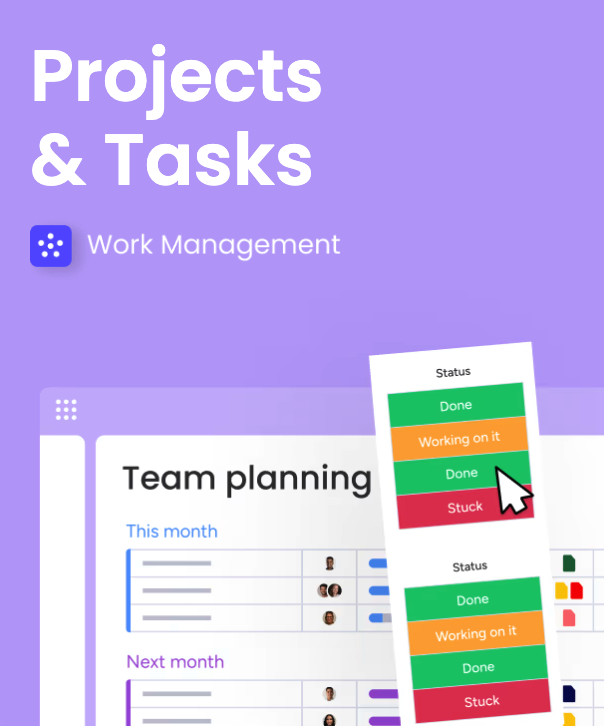 Projects
& Tasks
Work Management
Team planning
This month
Next month
Status
Done
Working on it
Done
Stuck
Status
Done
Working on it
Done
Stuck